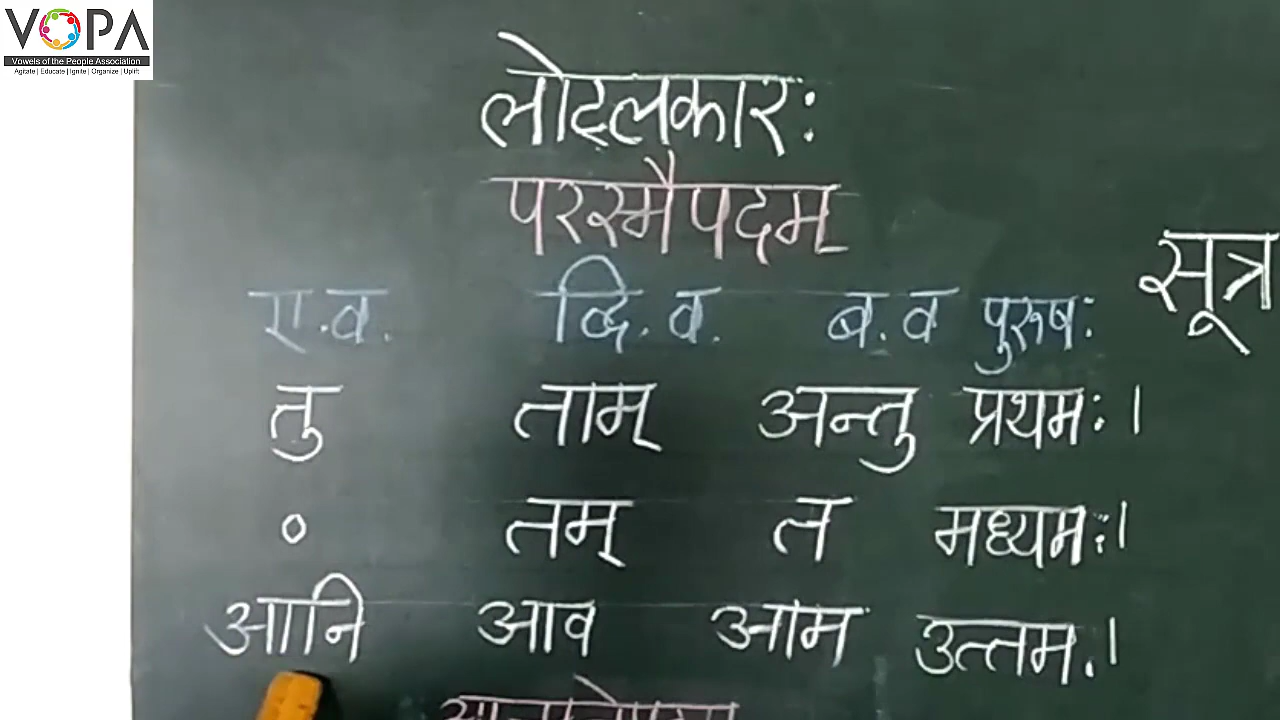 VOPA
Vowels of the People Association
Agitate | Educate | Ignite | Organize | Uplift
लोट्लकारः
परस्मैपदम्
सूत्र
ए.व. द्वि.व. ब.व पुरुषः
तु ताम् अन्तु प्रथमः।
० तम् त मध्यमः।
आनि आव आम उत्तम.।